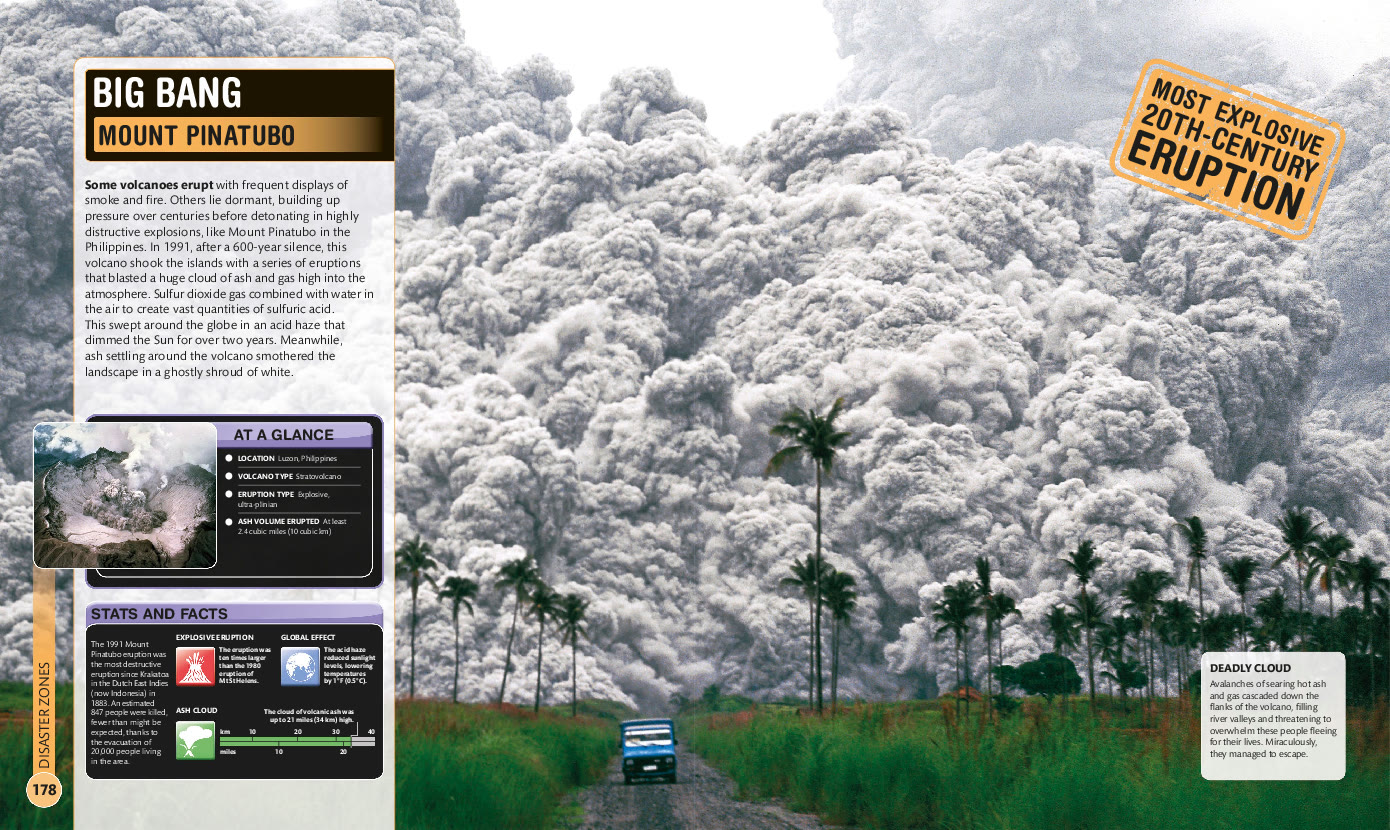 BIG BANG
MOUNT PINATUBO
Some volcanoes erupt with frequent displays of
smoke and fire. Others lie dormant, building up
pressure over centuries before detonating in highly
distructive explosions, like Mount Pinatubo in the
Philippines. In 1991, after a 600-year silence, this
volcano shook the islands with a series of eruptions
that blasted a huge cloud of ash and gas high into the
atmosphere. Sulfur dioxide gas combined with water in
the air to create vast quantities of sulfuric acid.
This swept around the globe in an acid haze that
dimmed the Sun for over two years. Meanwhile,
ash settling around the volcano smothered the
landscape in a ghostly shroud of white.
AT A GLANCE
LOCATION Luzon, Philippines
VOLCANO TYPE Stratovolcano
ERUPTION TYPE Explosive,
ultra-plinian
ASH VOLUME ERUPTED At least
2.4 cubic miles (10 cubic km)
STATS AND FACTS
The 1991 Mount
Pinatubo eruption was
the most destructive
eruption since Krakatoa
in the Dutch East Indies
(now Indonesia) in
1883. An estimated
847 people were killed,
fewer than might be
expected, thanks to
the evacuation of
20,000 people living
in the area.
EXPLOSIVE ERUPTION
The eruption was
ten times larger
than the 1980
eruption of
Mt St Helens.
GLOBAL EFFECT
The acid haze
reduced sunlight
levels, lowering
temperatures
by 1°F (0.5°C).
ASH CLOUD
The cloud of volcanic ash was
up to 21 miles (34 km) high.
km 10 20 30 40
miles 10 20
DISASTER ZONES
178
MOST EXPLOSIVE
20TH-CENTURY
ERUPTION
DEADLY CLOUD
Avalanches of searing hot ash
and gas cascaded down the
flanks of the volcano, filling
river valleys and threatening to
overwhelm these people fleeing
for their lives. Miraculously,
they managed to escape.